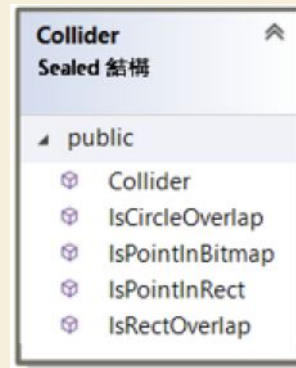 Collider
Sealed 結構
public
Collider
IsCircleOverlap
IsPointInBitmap
IsPointInRect
IsRectOverlap